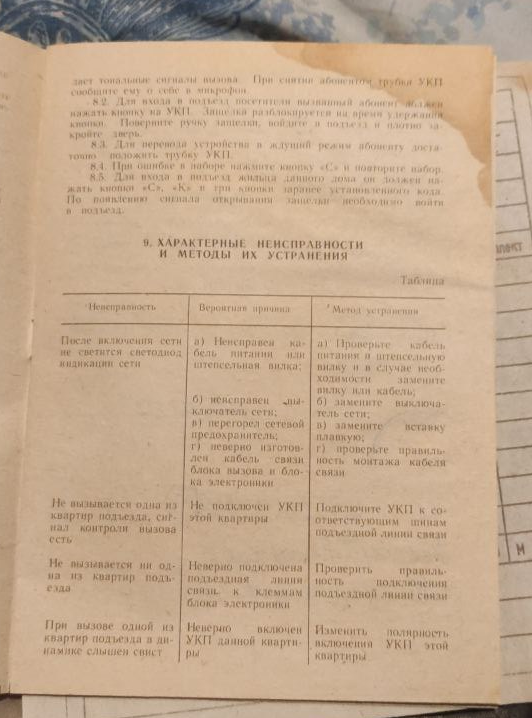 дает тональные сигналы вызова. При снятии абонентом трубки УКП
сообщите ему о себе в микрофон.
8.2. Для входа в подъезд посетителя вызванный абонент должен
нажать кнопку на УКП. Защелка разблокируется на время удержания
кнопки. Поверните ручку защелки, войдите в подъезд и плотно за-
кройте дверь.
8.3. Для перевода устройства в ждущий режим абоненту доста-
точно положить трубку УКП.
8.4. При ошибке в наборе нажмите кнопку «С» и повторите набор.
8.5. Для входа в подъезд жильца данного дома он должен на-
жать кнопки «С», «К» и три кнопки заранее установленного кода.
По появлению сигнала открывания защелки необходимо войти
в подъезд.
9. ХАРАКТЕРНЫЕ НЕИСПРАВНОСТИ
И МЕТОДЫ ИХ УСТРАНЕНИЯ
Таблица
Неисправность
Вероятная причина
Метод устранения
После включения сети
не светится светодиод
индикации сети
а) Неисправен ка-
бель питания или
штепсельная вилка;
б) неисправен вы-
ключатель сети;
в) перегорел сетевой
предохранитель;
г) неверно изготов-
лен кабель связи
блока вызова и бло-
ка электроники
а) Проверьте кабель
питания и штепсельную
вилку и в случае необ-
ходимости замените
вилку или кабель;
б) замените выключа-
тель сети;
в) замените вставку
плавкую;
г) проверьте правиль-
ность монтажа кабеля
связи
Не вызывается одна из
квартир подъезда, сиг-
нал контроля вызова
есть
Не подключен УКП
этой квартиры
Подключите УКП к со-
ответствующим шинам
подъездной линии связи
Не вызывается ни од-
на из квартир подъ-
езда
Неверно подключена
подъездная линия
связи к клеммам
блока электроники
Проверить правиль-
ность подключения
подъездной линии связи
При вызове одной из
квартир подъезда в ди-
намике слышен свист
Неверно включен
УКП данной кварти-
ры
Изменить полярность
включения УКП этой
квартиры
М